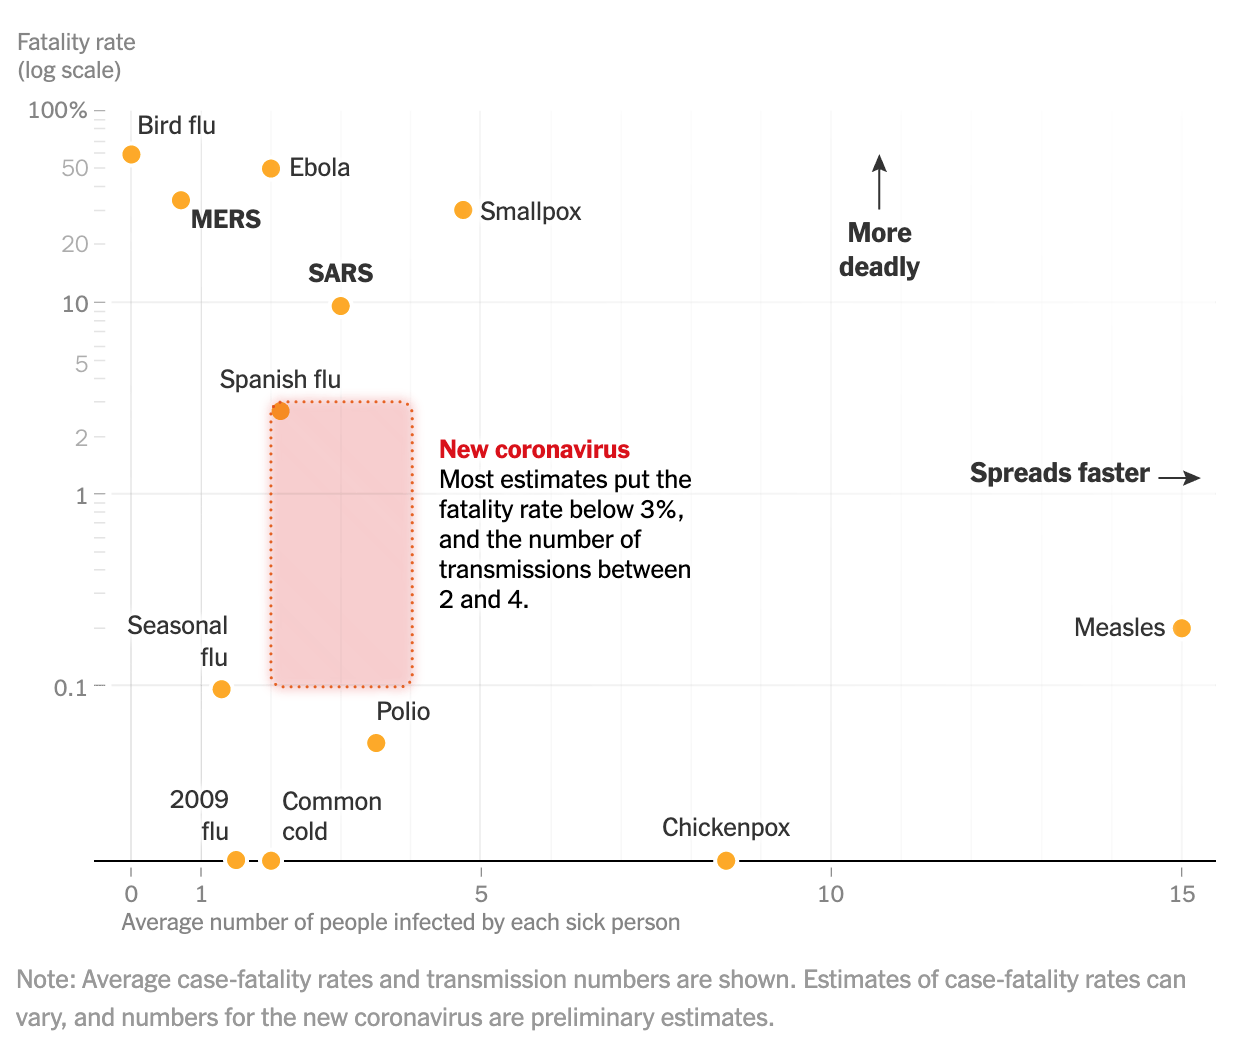 Fatality rate
(log scale)
100%
Bird flu
50
Ebola
MERS
Smallpox
20
More
deadly
SARS
10
5
Spanish flu
2
New coronavirus
Most estimates put the
fatality rate below 3%,
and the number of
transmissions between
2 and 4.
Spreads faster
1
Seasonal
flu
Measles
0.1
Polio
2009
flu
Common
cold
Chickenpox
0 1 5 10 15
Average number of people infected by each sick person
Note: Average case-fatality rates and transmission numbers are shown. Estimates of case-fatality rates can
vary, and numbers for the new coronavirus are preliminary estimates.